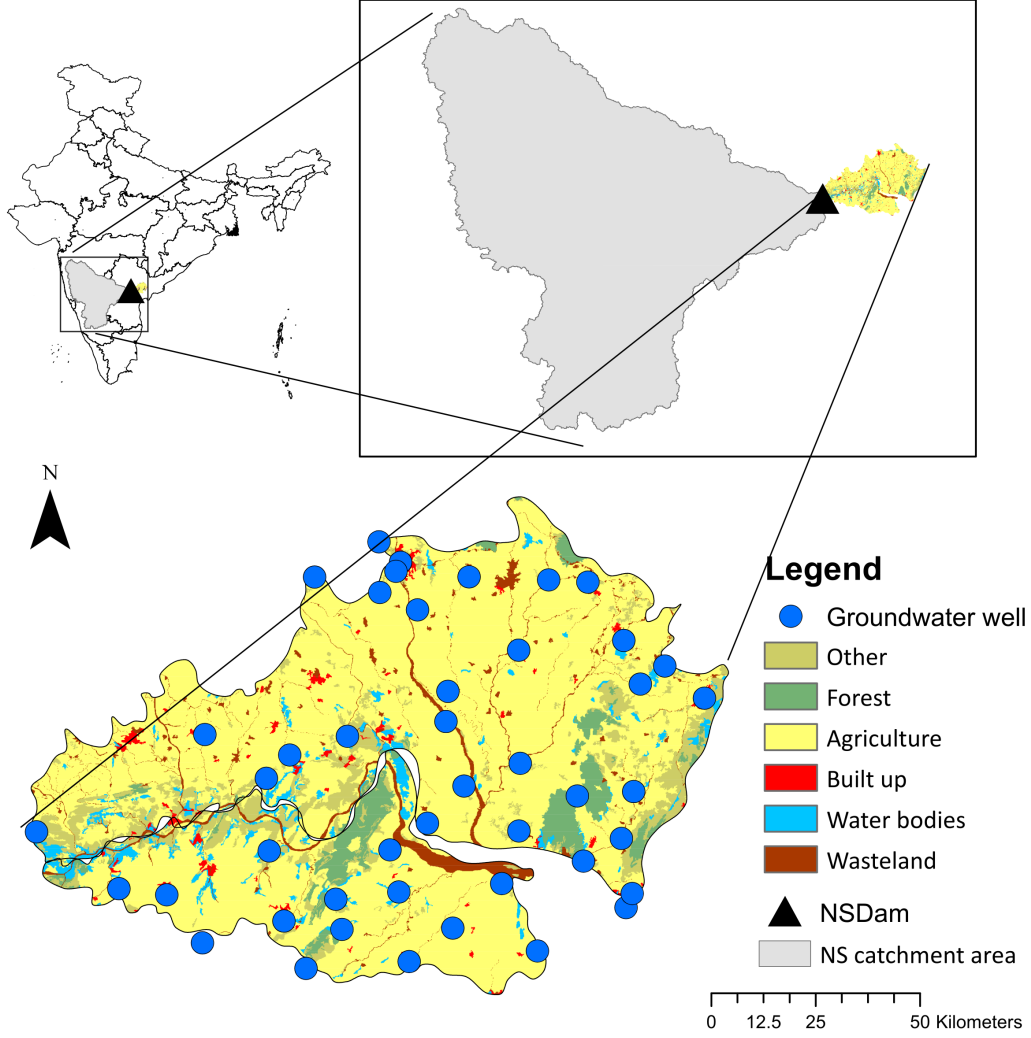 N
Legend
Groundwater well
Other
Forest
Agriculture
Built up
Water bodies
Wasteland
NSDam
NS catchment area
0 12.5 25 50 Kilometers